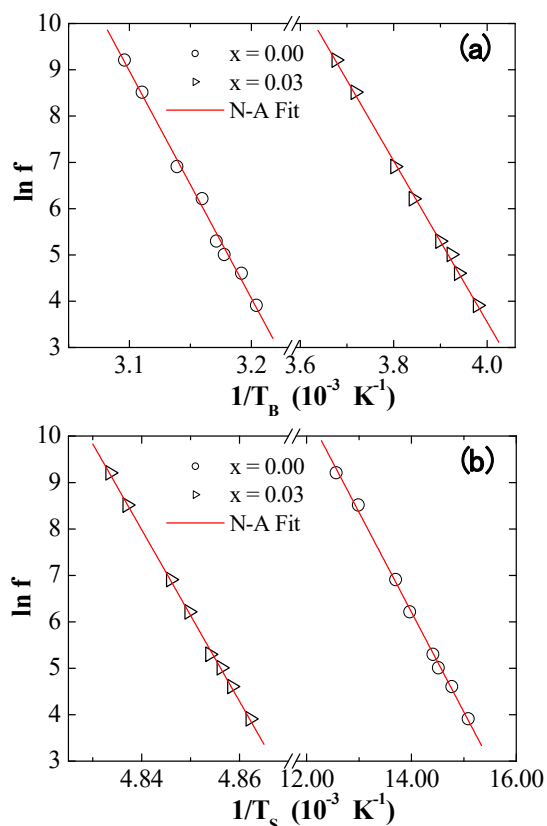 10
9
8
7
6
5
4
3
ln f
(a)
x = 0.00
x = 0.03
N-A Fit
3.1 3.2 3.6 3.8 4.0
1/T_B (10^-3 K^-1)
10
9
8
7
6
5
4
3
ln f
(b)
x = 0.00
x = 0.03
N-A Fit
4.84 4.86 12.00 14.00 16.00
1/T_S (10^-3 K^-1)